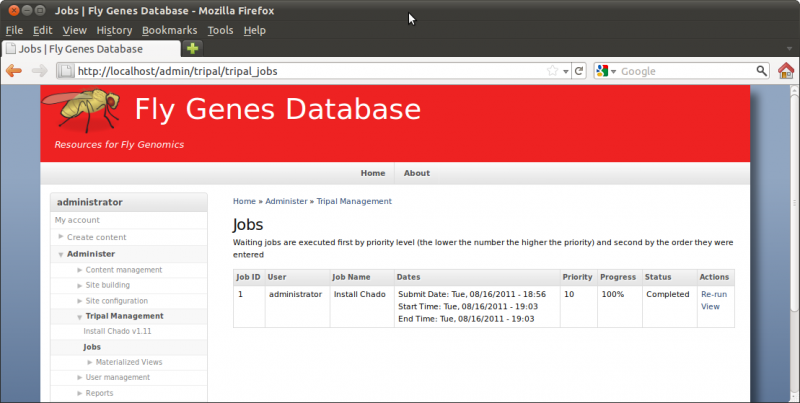 Jobs | Fly Genes Database - Mozilla Firefox
File Edit View History Bookmarks Tools Help
Jobs | Fly Genes Database
http://localhost/admin/tripal/tripal_jobs
Google
Fly Genes Database
Resources for Fly Genomics
Home About
administrator
My account
Create content
Administer
Content management
Site building
Site configuration
Tripal Management
Install Chado v1.11
Jobs
Materialized Views
User management
Reports
Home » Administer » Tripal Management
Jobs
Waiting jobs are executed first by priority level (the lower the number the higher the priority) and second by the order they were
entered
Job ID User Job Name Dates Priority Progress Status Actions
1 administrator Install Chado Submit Date: Tue, 08/16/2011 - 18:56 10 100% Completed Re-run
Start Time: Tue, 08/16/2011 - 19:03 View
End Time: Tue, 08/16/2011 - 19:03